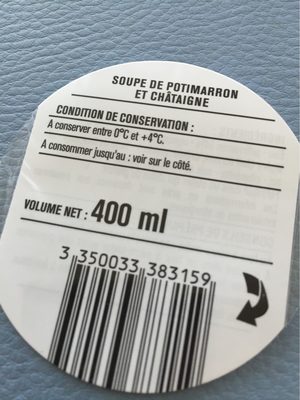 SOUPE DE POTIMARRON
ET CHÂTAIGNE
CONDITION DE CONSERVATION :
A conserver entre 0°C et +4°C.
A consommer jusqu'au : voir sur le côté.
VOLUME NET : 400 ml
3 350033 383159